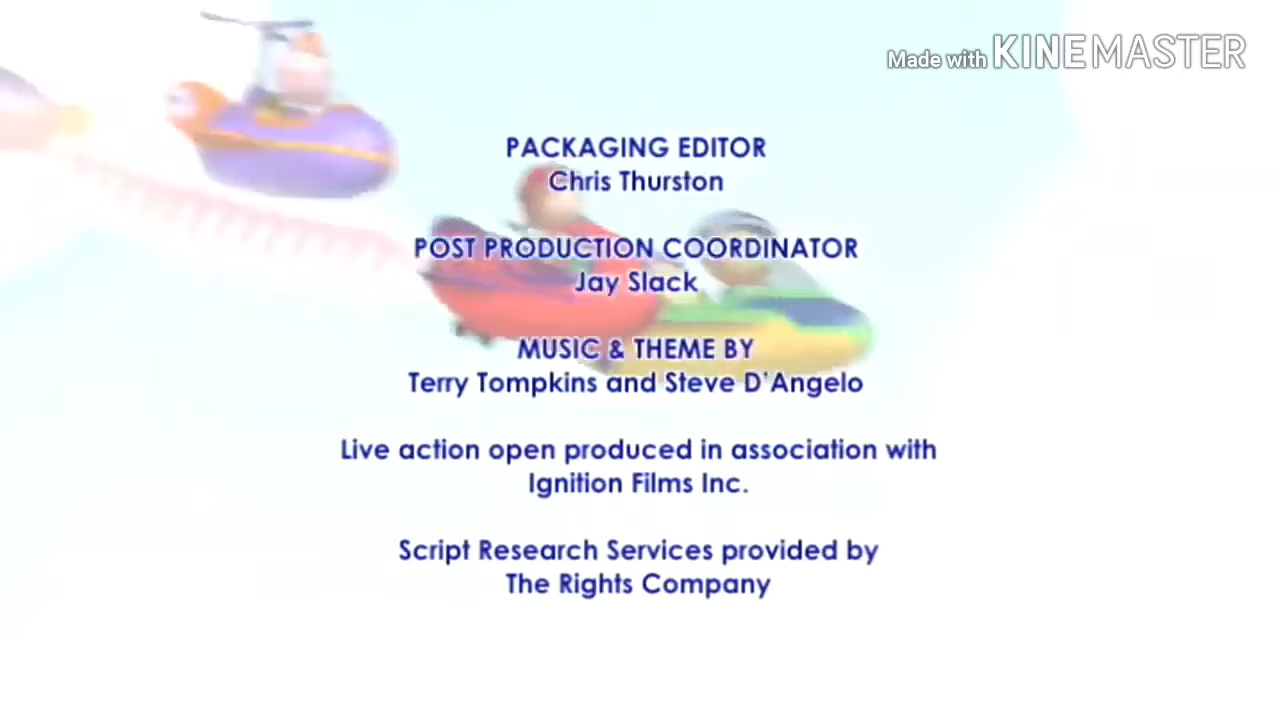 Made with KINEMASTER
PACKAGING EDITOR
Chris Thurston
POST PRODUCTION COORDINATOR
Jay Slack
MUSIC & THEME BY
Terry Tompkins and Steve D'Angelo
Live action open produced in association with
Ignition Films Inc.
Script Research Services provided by
The Rights Company